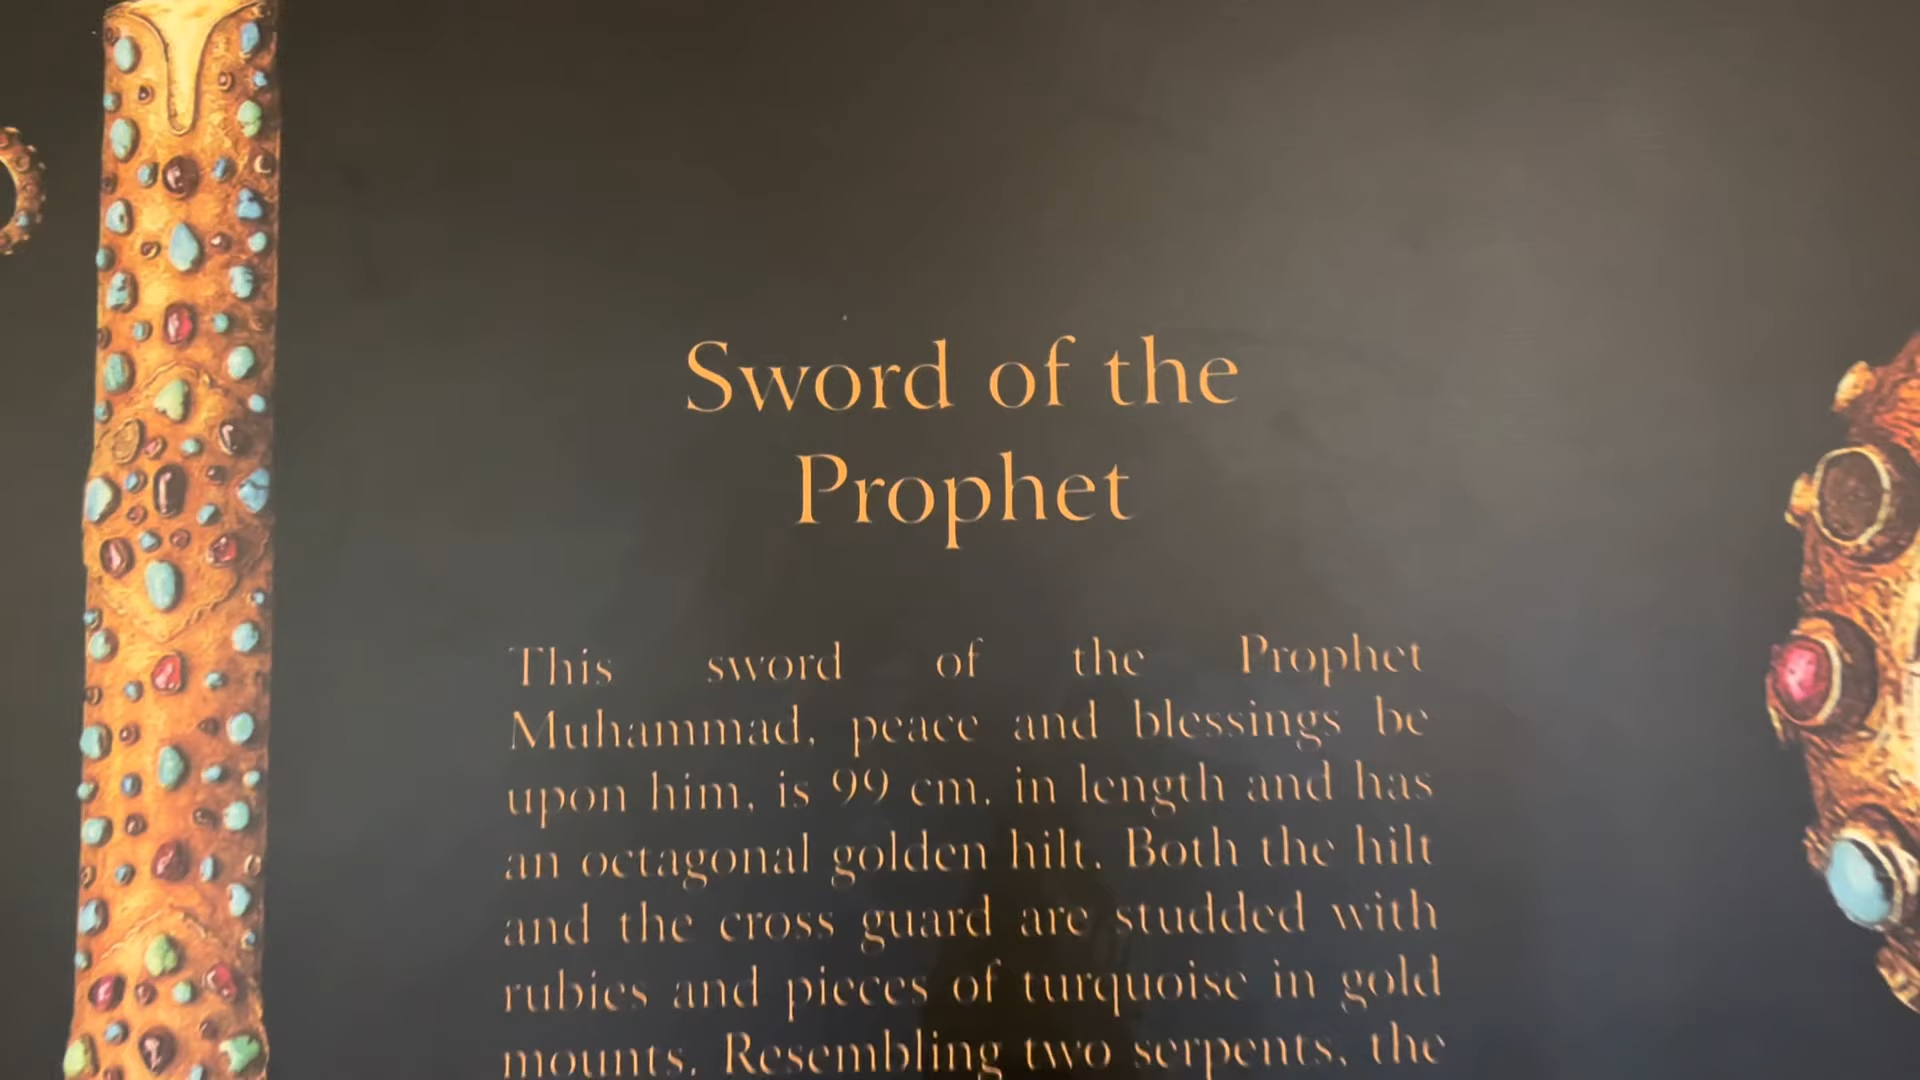 Sword of the
Prophet
This sword of the Prophet
Muhammad, peace and blessings be
upon him, is 99 cm. in length and has
an octagonal golden hilt. Both the hilt
and the cross guard are studded with
rubies and pieces of turquoise in gold
mounts. Resembling two serpents, the